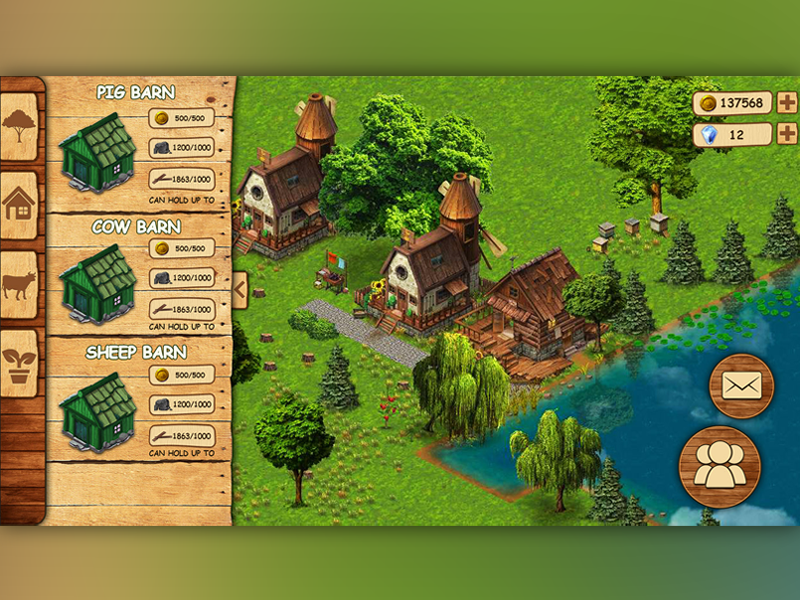 PIG BARN
500/500
1200/1000
1863/1000
CAN HOLD UP TO
COW BARN
500/500
1200/1000
1863/1000
CAN HOLD UP TO
SHEEP BARN
500/500
1200/1000
1863/1000
CAN HOLD UP TO
137568
12